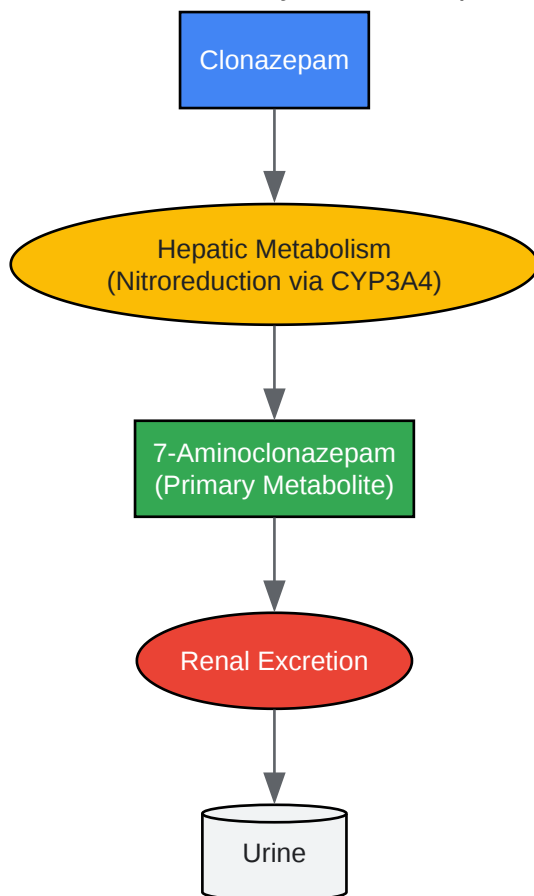 Clonazepam
Hepatic Metabolism
(Nitroreduction via CYP3A4)
7-Aminoclonazepam
(Primary Metabolite)
Renal Excretion
Urine